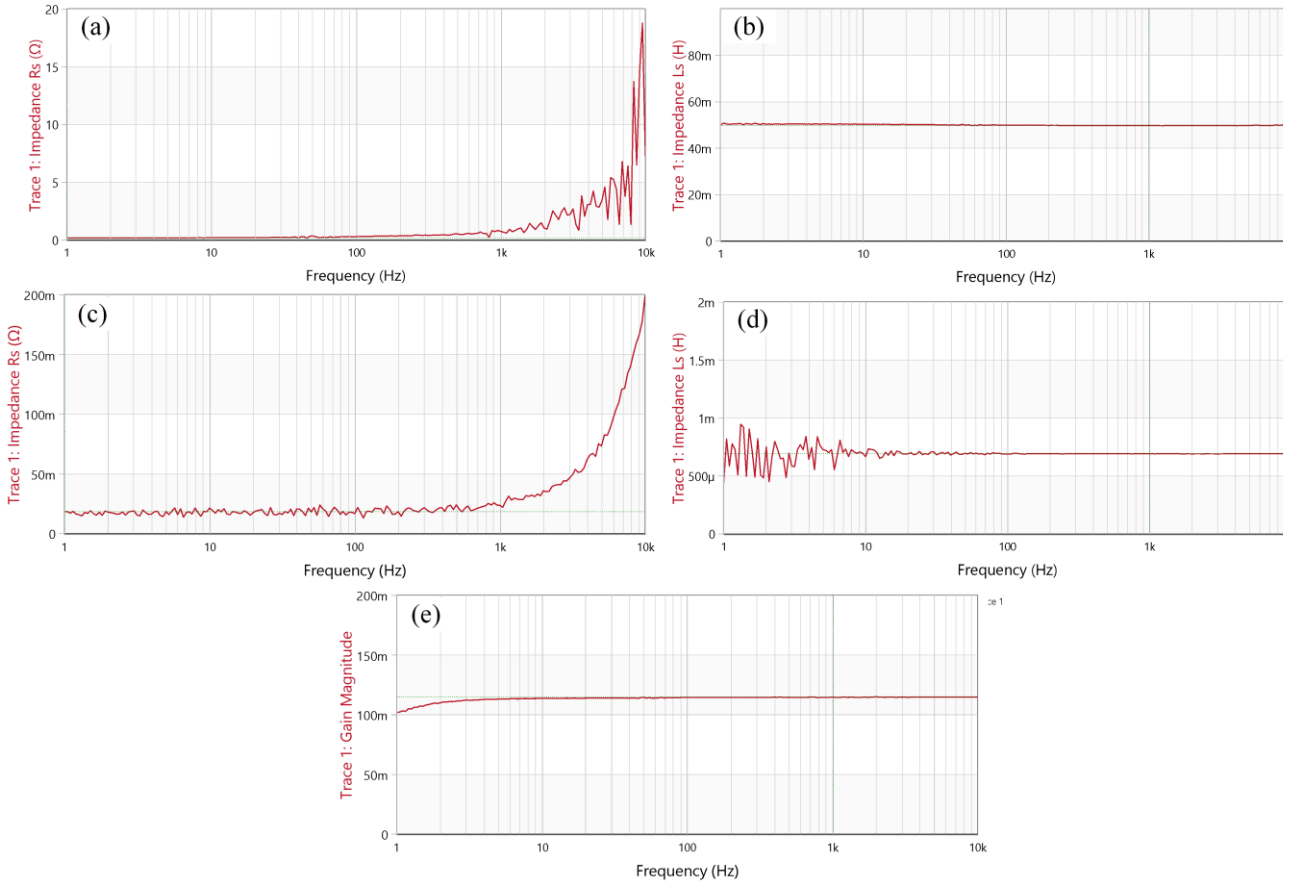 (a)
Trace 1: Impedance Rs (Ω)
20
15
10
5
0
1 10 100 1k 10k
Frequency (Hz)
(b)
Trace 1: Impedance Ls (H)
80m
60m
40m
20m
0
1 10 100 1k
Frequency (Hz)
(c)
Trace 1: Impedance Rs (Ω)
200m
150m
100m
50m
0
1 10 100 1k 10k
Frequency (Hz)
(d)
Trace 1: Impedance Ls (H)
2m
1.5m
1m
500µ
0
1 10 100 1k
Frequency (Hz)
(e)
Trace 1: Gain Magnitude
200m
150m
100m
50m
0
1 10 100 1k 10k
Frequency (Hz)
ce 1